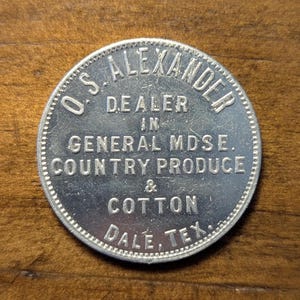 O. S. ALEXANDER
DEALER
IN
GENERAL MDSE.
COUNTRY PRODUCE
&
COTTON
DALE, TEX.